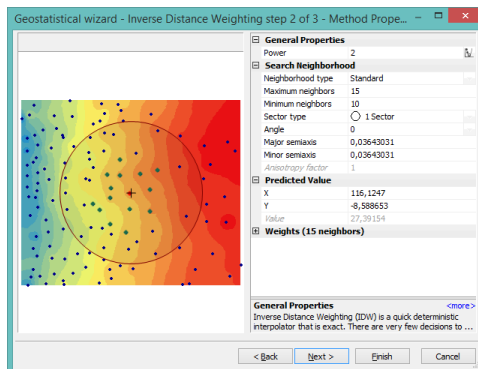 Geostatistical wizard - Inverse Distance Weighting step 2 of 3 - Method Prope...
General Properties
Power 2
Search Neighborhood
Neighborhood type Standard
Maximum neighbors 15
Minimum neighbors 10
Sector type 1 Sector
Angle 0
Major semiaxis 0,03643031
Minor semiaxis 0,03643031
Anisotropy factor 1
Predicted Value
X 116,1247
Y -8,588653
Value 27,39154
Weights (15 neighbors)
General Properties <more>
Inverse Distance Weighting (IDW) is a quick deterministic
interpolator that is exact. There are very few decisions to ...
< Back Next > Finish Cancel